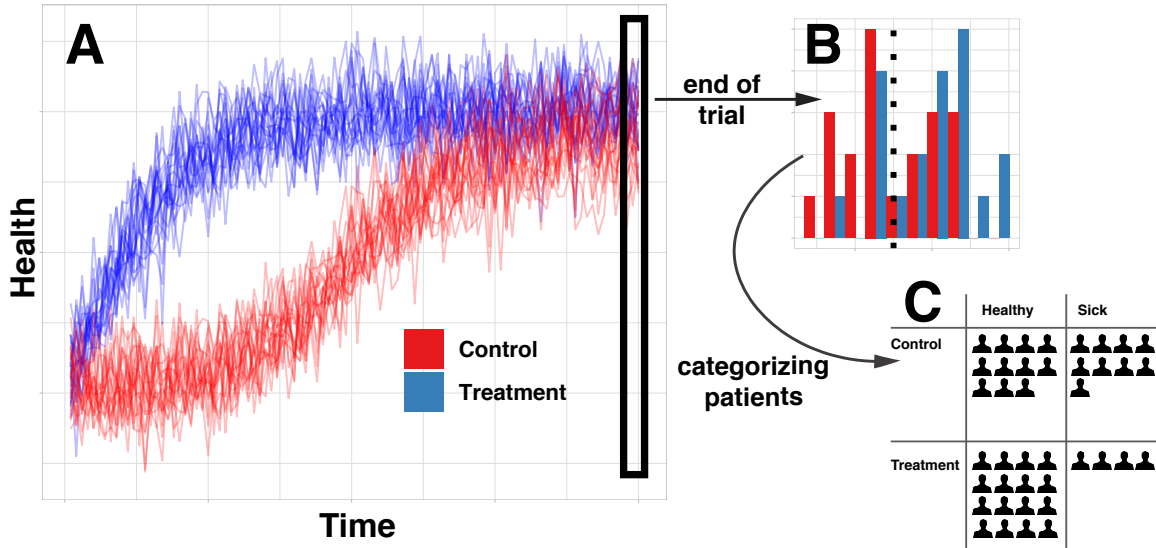 A
Health
Time
Control
Treatment
end of
trial
B
categorizing
patients
C
Healthy
Sick
Control
Treatment